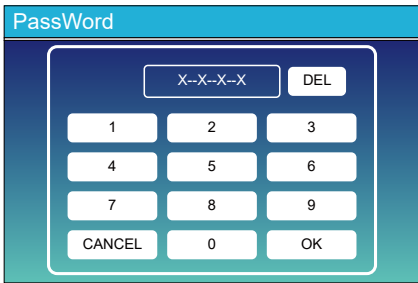 PassWord
X--X--X--X DEL
1 2 3
4 5 6
7 8 9
CANCEL 0 OK